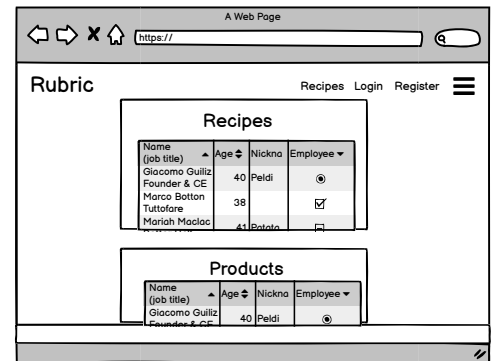 A Web Page
https://
Rubric
Recipes Login Register
Recipes
Name
(job title) Age Nickna Employee
Giacomo Guiliz
Founder & CE 40 Peldi
Marco Botton
Tuttofare 38
Mariah Maclac
41 Patata
Products
Name
(job title) Age Nickna Employee
Giacomo Guiliz
Founder & CE 40 Peldi